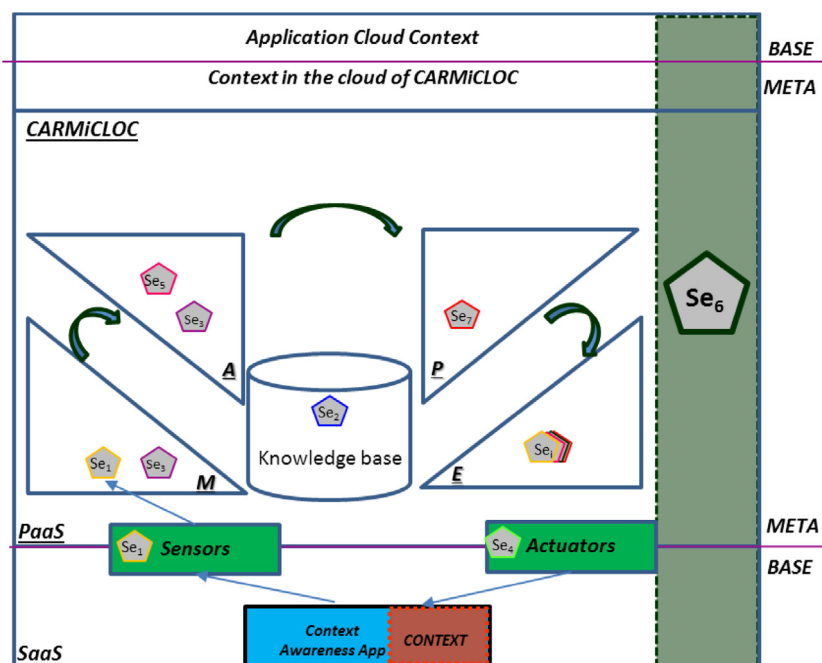 Application Cloud Context
BASE
Context in the cloud of CARMiCLOC
META
CARMiCLOC
Se5
Se3
A
Se7
P
Se6
Se2
Knowledge base
Se1
Se3
M
Sei
E
PaaS
META
Se1 Sensors
Se4 Actuators
BASE
Context
Awareness App
CONTEXT
SaaS